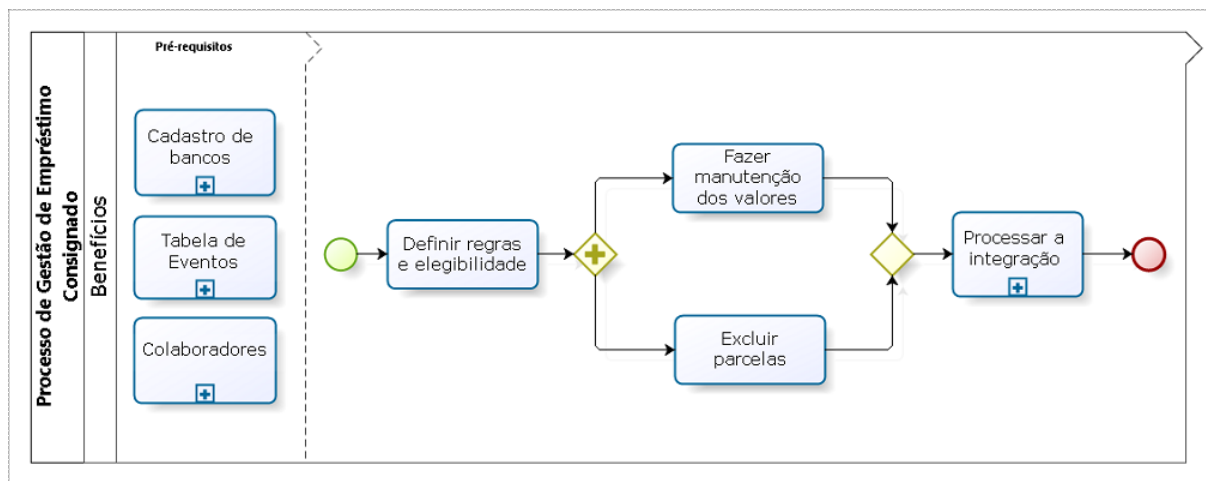 Processo de Gestão de Empréstimo
Consignado
Benefícios
Pré-requisitos
Cadastro de
bancos
Tabela de
Eventos
Colaboradores
Definir regras
e elegibilidade
Fazer
manutenção
dos valores
Excluir
parcelas
Processar a
integração